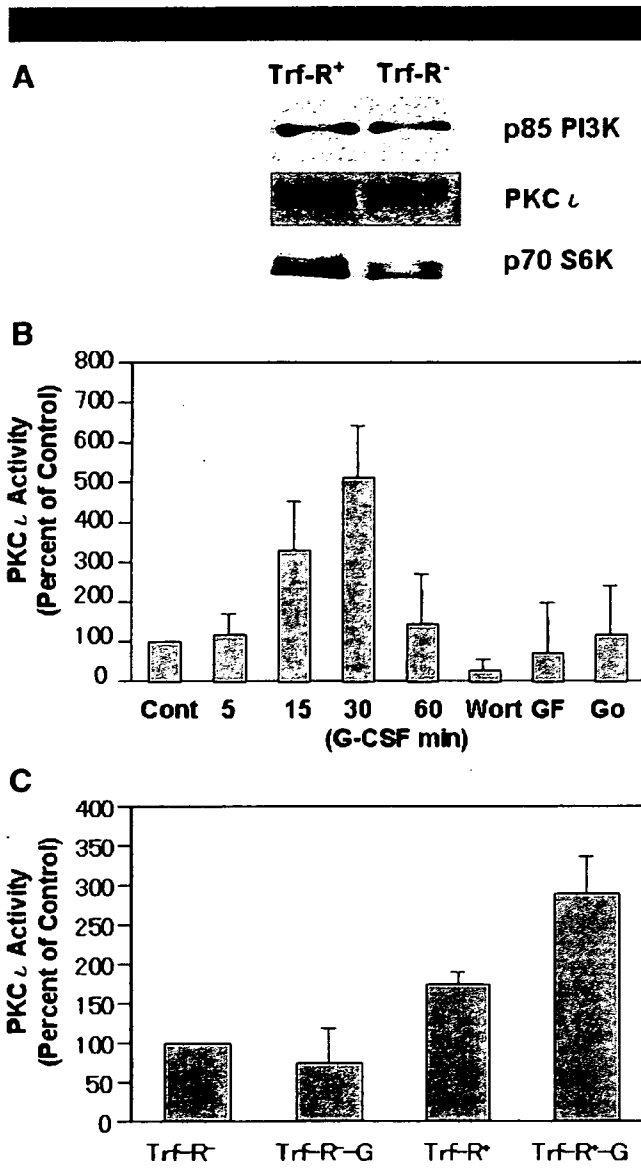 A
Trf-R⁺ Trf-R⁻
p85 PI3K
PKC ι
p70 S6K
B
PKC ι Activity
(Percent of Control)
800
700
600
500
400
300
200
100
0
Cont 5 15 30 60 Wort GF Go
(G-CSF min)
C
PKC ι Activity
(Percent of Control)
400
350
300
250
200
150
100
50
0
Trf-R⁻ Trf-R⁻-G Trf-R⁺ Trf-R⁺-G